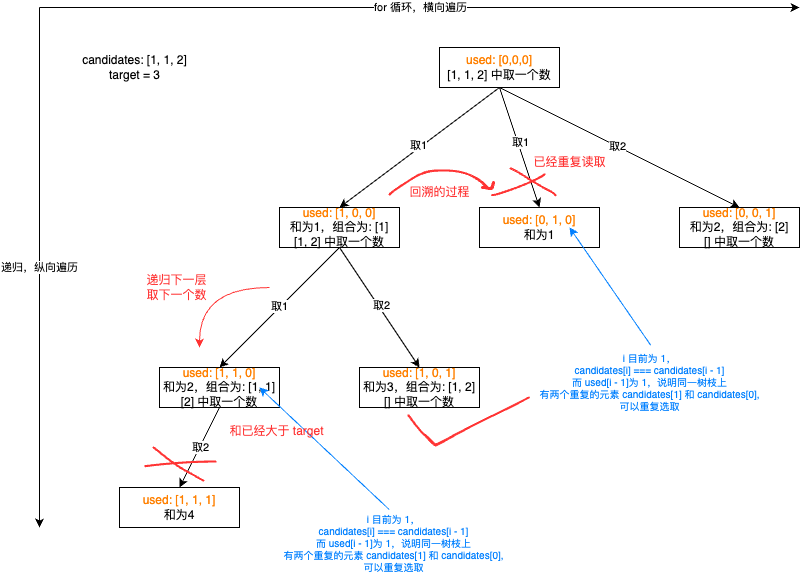 for 循环，横向遍历
candidates: [1, 1, 2]
target = 3
used: [0,0,0]
[1, 1, 2] 中取一个数
取1
取1
取2
已经重复读取
回溯的过程
used: [1, 0, 0]
和为1，组合为: [1]
[1, 2] 中取一个数
used: [0, 1, 0]
和为1
used: [0, 0, 1]
和为2，组合为: [2]
[] 中取一个数
递归，纵向遍历
递归下一层
取下一个数
取1
取2
i 目前为 1，
candidates[i] === candidates[i - 1]
而 used[i - 1]为 1，说明同一树枝上
有两个重复的元素 candidates[1] 和 candidates[0],
可以重复选取
used: [1, 1, 0]
和为2，组合为: [1, 1]
[2] 中取一个数
used: [1, 0, 1]
和为3，组合为: [1, 2]
[] 中取一个数
和已经大于 target
取2
used: [1, 1, 1]
和为4
i 目前为 1，
candidates[i] === candidates[i - 1]
而 used[i - 1]为 1，说明同一树枝上
有两个重复的元素 candidates[1] 和 candidates[0],
可以重复选取